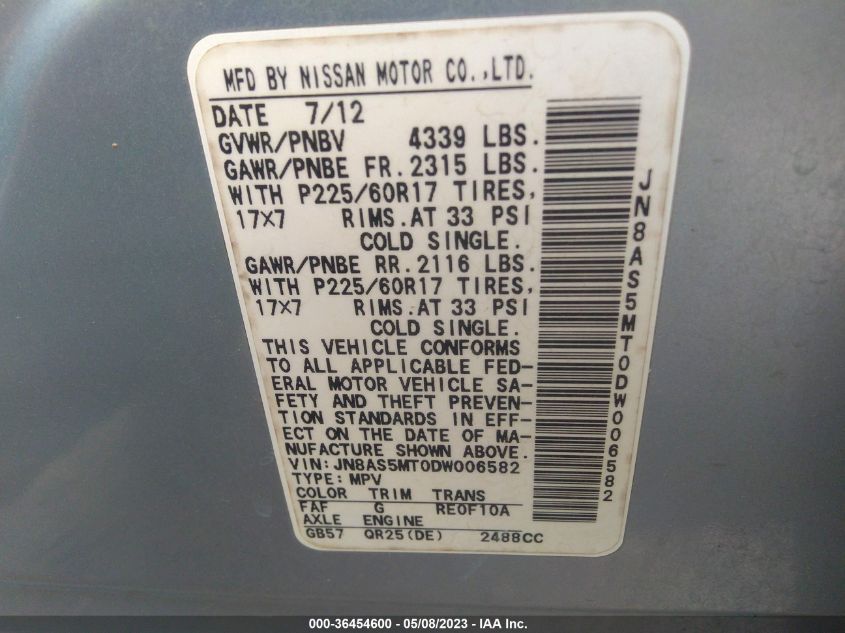 MFD BY NISSAN MOTOR CO.,LTD.
DATE 7/12
GVWR/PNBV 4339 LBS.
GAWR/PNBE FR.2315 LBS.
WITH P225/60R17 TIRES,
17X7 RIMS.AT 33 PSI
COLD SINGLE.
GAWR/PNBE RR.2116 LBS.
WITH P225/60R17 TIRES,
17X7 RIMS.AT 33 PSI
COLD SINGLE.
THIS VEHICLE CONFORMS
TO ALL APPLICABLE FED-
ERAL MOTOR VEHICLE SA-
FETY AND THEFT PREVEN-
TION STANDARDS IN EFF-
ECT ON THE DATE OF MA-
NUFACTURE SHOWN ABOVE.
VIN:JN8AS5MT0DW006582
TYPE:MPV
COLOR TRIM TRANS
FAF G RE0F10A
AXLE ENGINE
GB57 QR25(DE) 2488CC
JN8AS5MT0DW006582
000-36454600 - 05/08/2023 - IAA Inc.